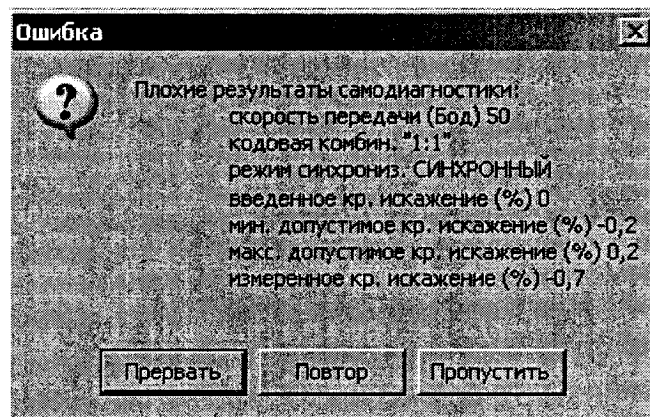 Ошибка
Плохие результаты самодиагностики:
скорость передачи (Бод) 50
кодовая комбин. "1:1"
режим синхрониз. СИНХРОННЫЙ
введенное кр. искажение (%) 0
мин. допустимое кр. искажение (%) -0,2
макс. допустимое кр. искажение (%) 0,2
измеренное кр. искажение (%) -0,7
Прервать
Повтор
Пропустить